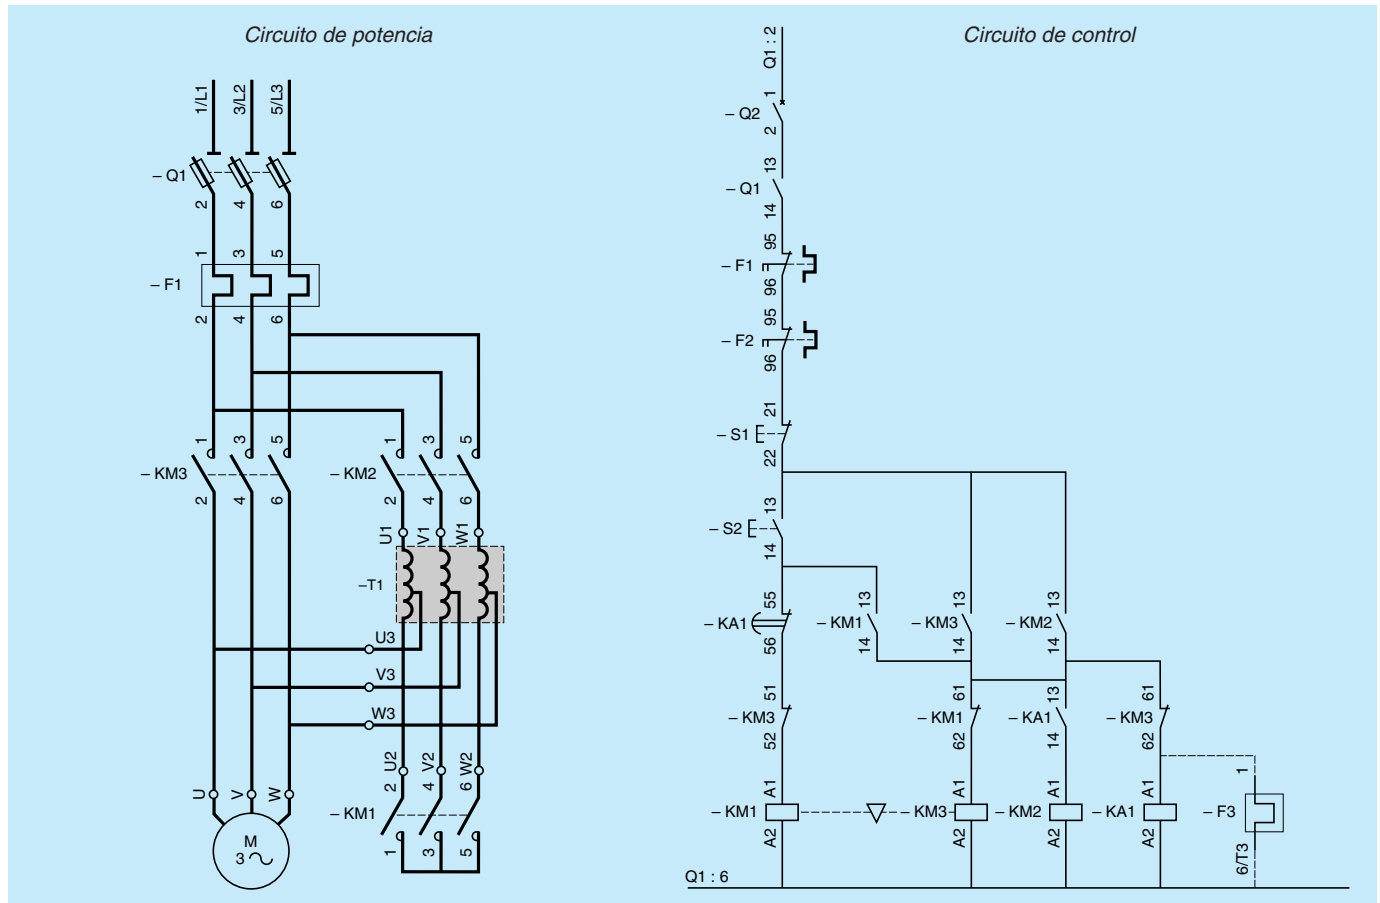 Circuito de potencia
1/L1 3/L2 5/L3
– Q1
2 4 6
1 3 5
– F1
2 4 6
1 3 5
– KM3
2 4 6
1 3 5
– KM2
2 4 6
U1 V1 W1
–T1
U3
V3
W3
U2 V2 W2
2 4 6
– KM1
1 3 5
U V W
M
3
Circuito de control
Q1 : 2
1
– Q2
2
13
– Q1
14
95
– F1
96
95
– F2
96
21
– S1
22
13
– S2
14
55 13 13 13
– KA1 – KM1 – KM3 – KM2
56 14 14 14
51 61 13 61
– KM3 – KM1 – KA1 – KM3
52 62 14 62
1
A1 A1 A1 A1
– KM1 – KM3 – KM2 – KA1 – F3
A2 A2 A2 A2
6/T3
Q1 : 6